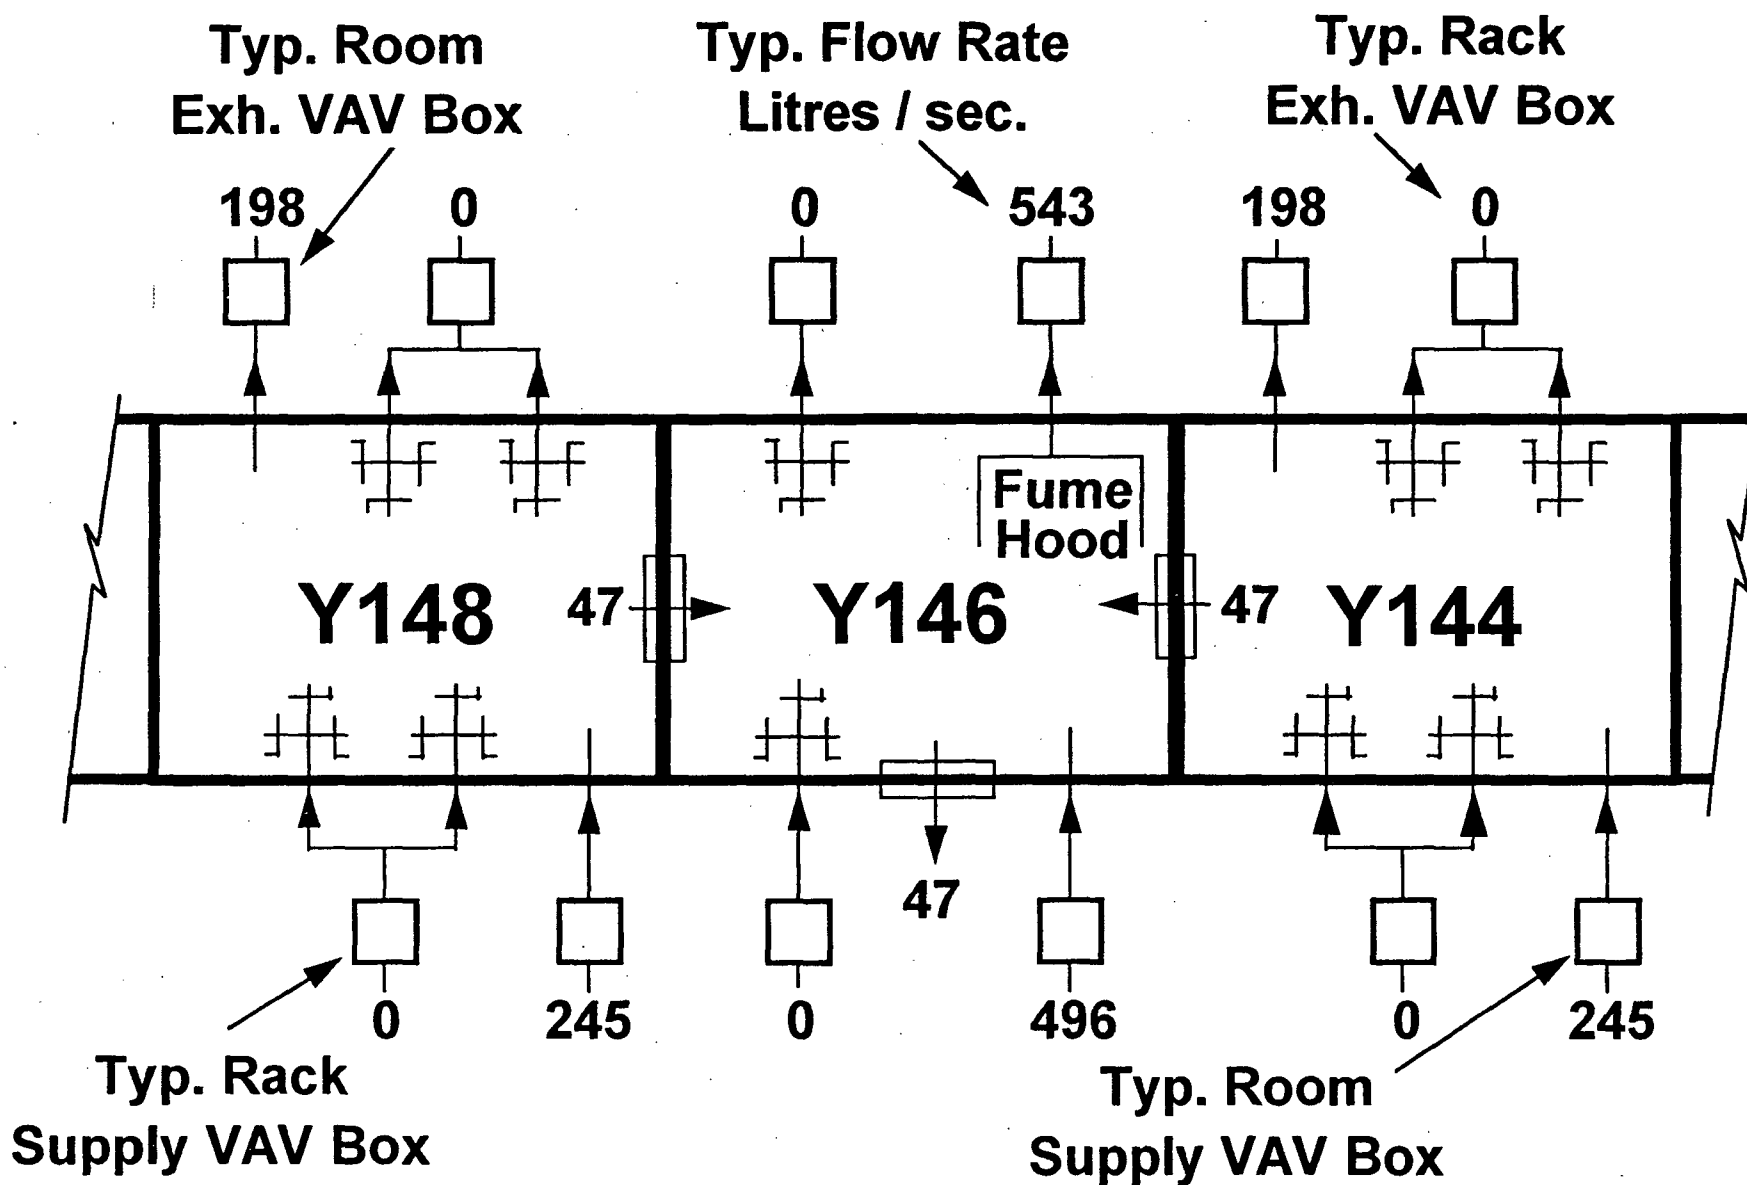 Typ. Room
Exh. VAV Box
Typ. Flow Rate
Litres / sec.
Typ. Rack
Exh. VAV Box
198
0
0
543
198
0
Fume
Hood
Y148
47
Y146
47
Y144
47
0
245
0
496
0
245
Typ. Rack
Supply VAV Box
Typ. Room
Supply VAV Box